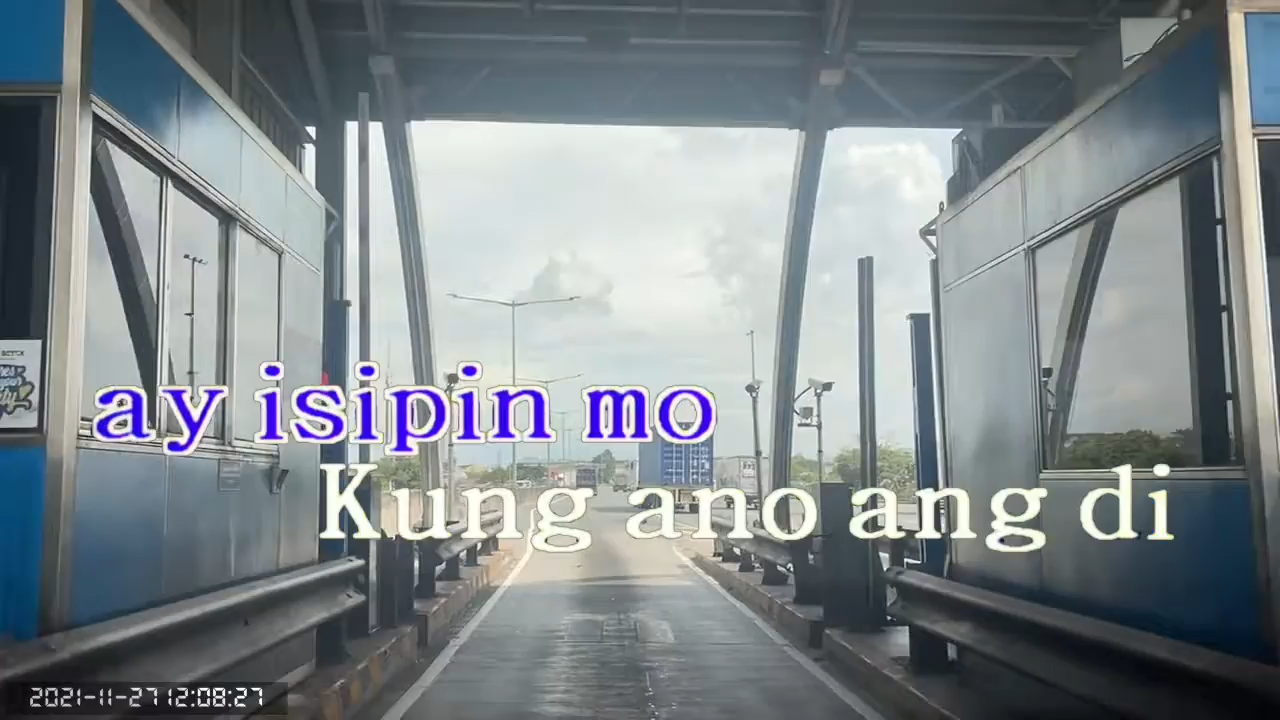 ay isipin mo
Kung ano ang di
2021-11-27 12:08:27